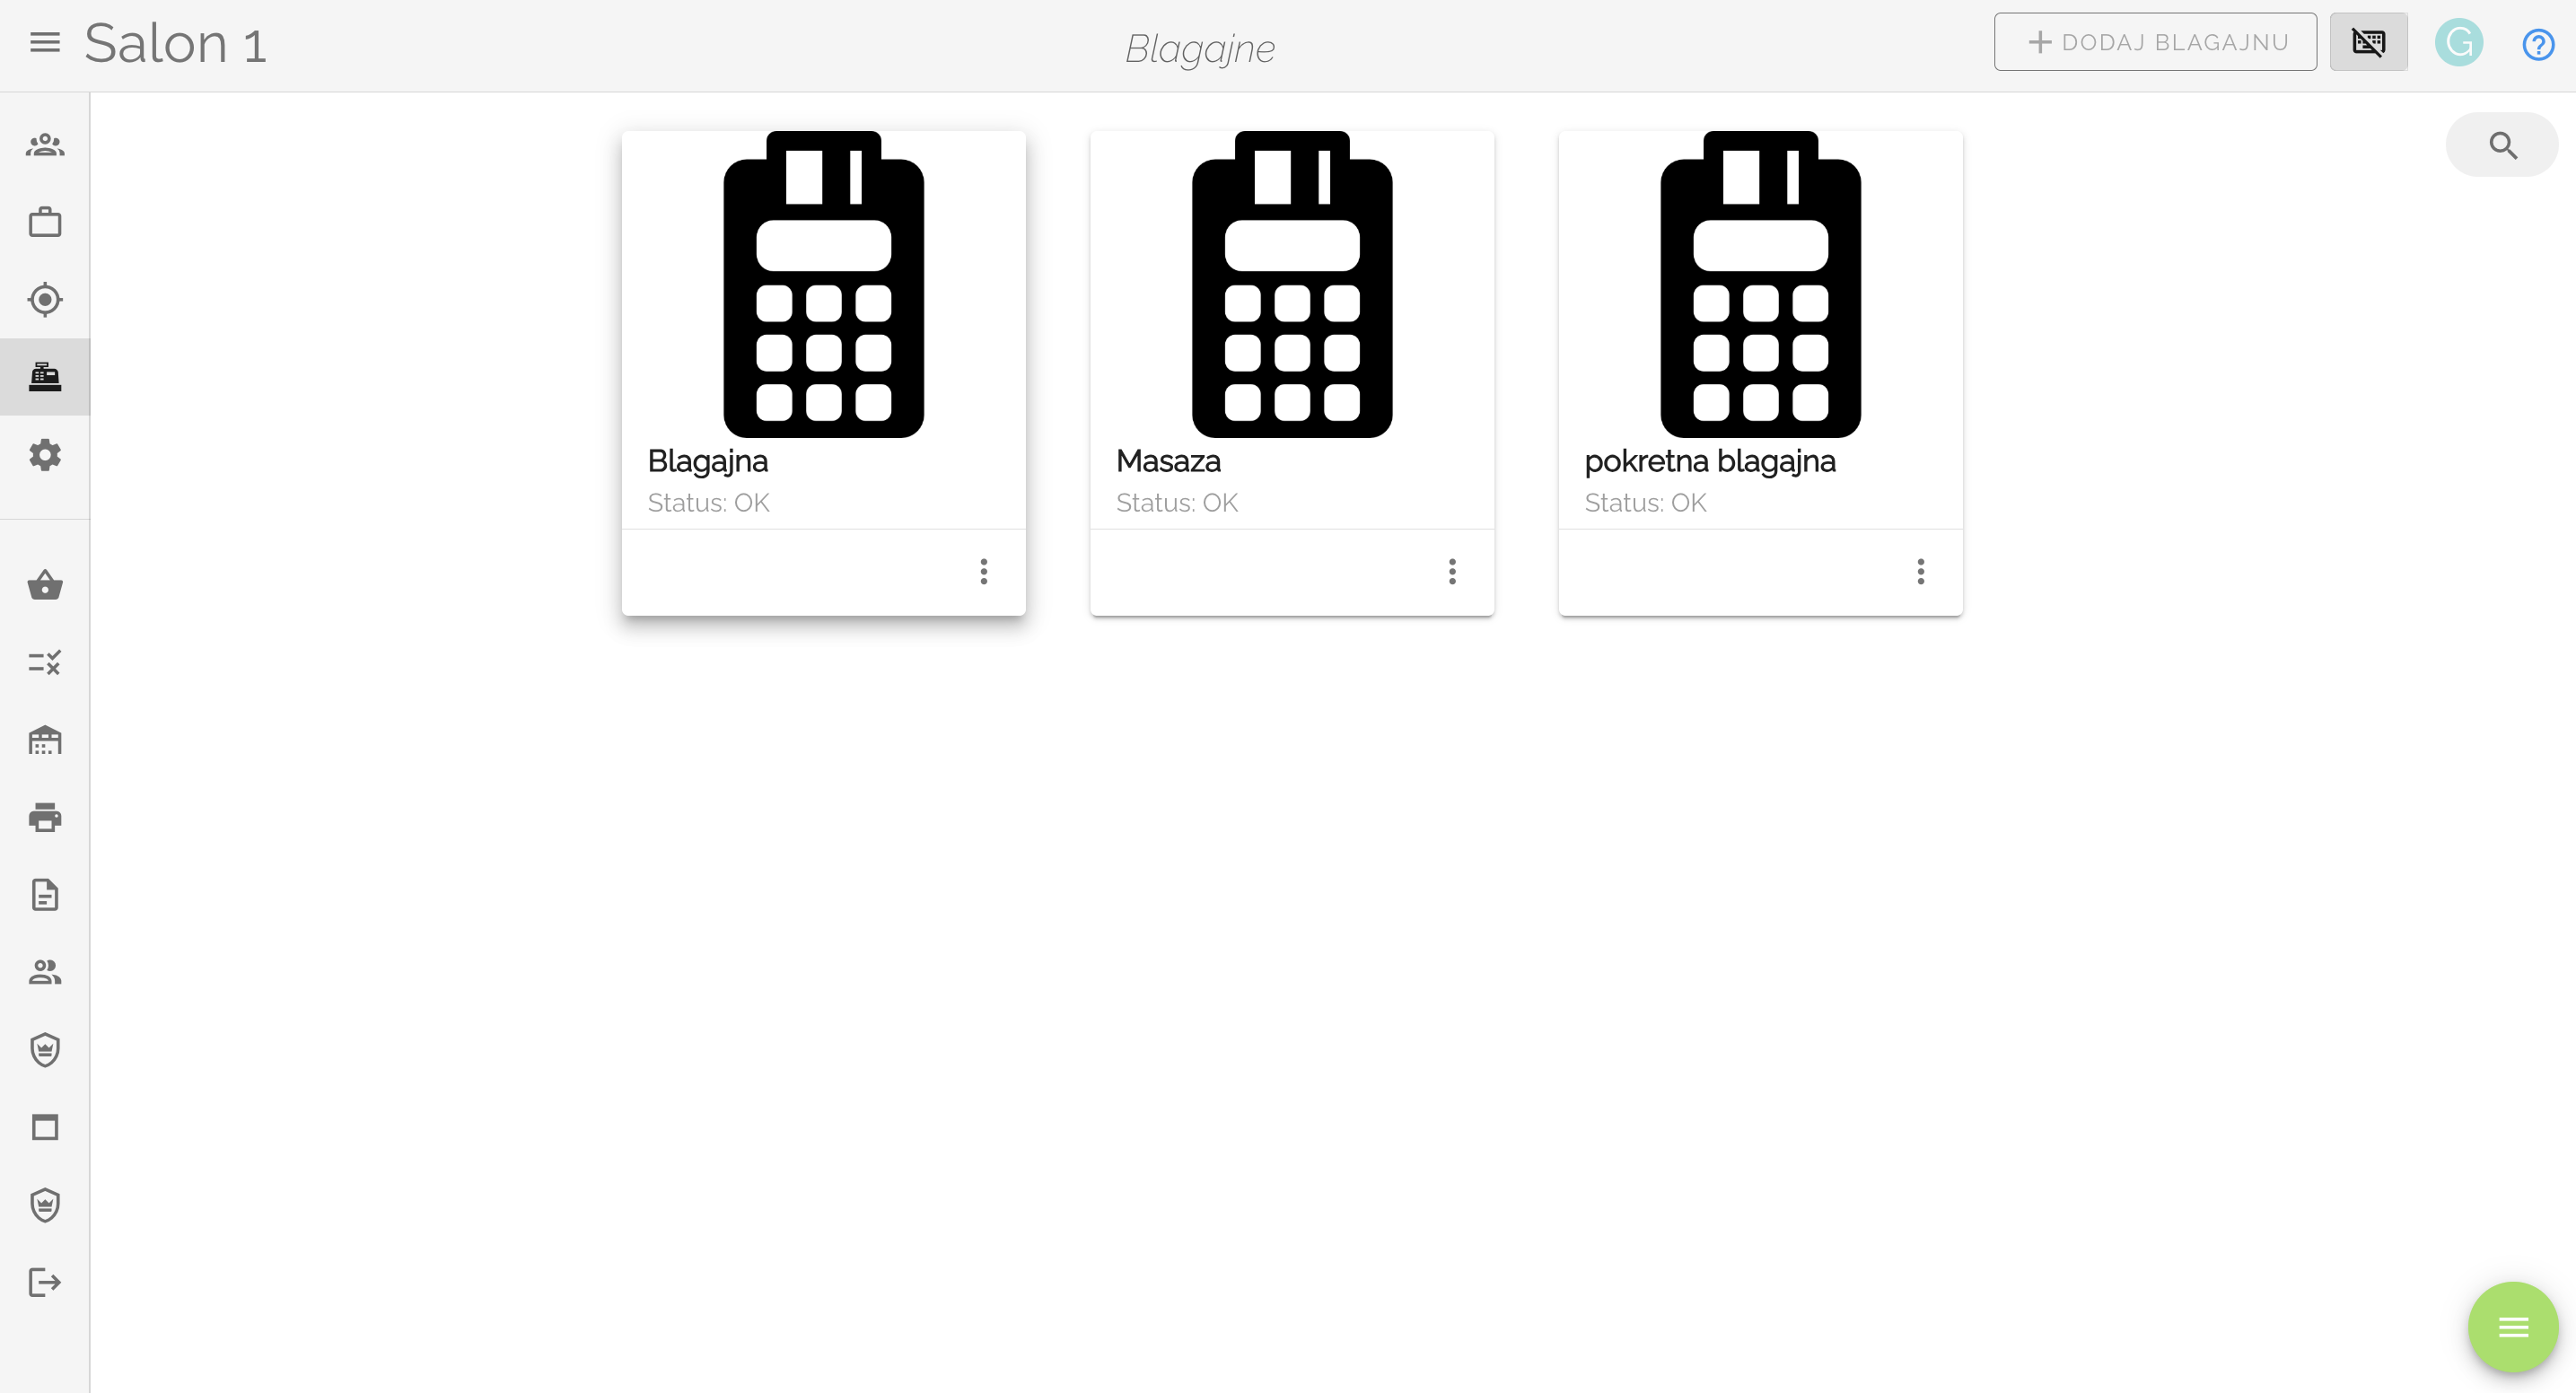 Salon 1
Blagajne
DODAJ BLAGAJNU
G
Blagajna
Status: OK
Masaza
Status: OK
pokretna blagajna
Status: OK